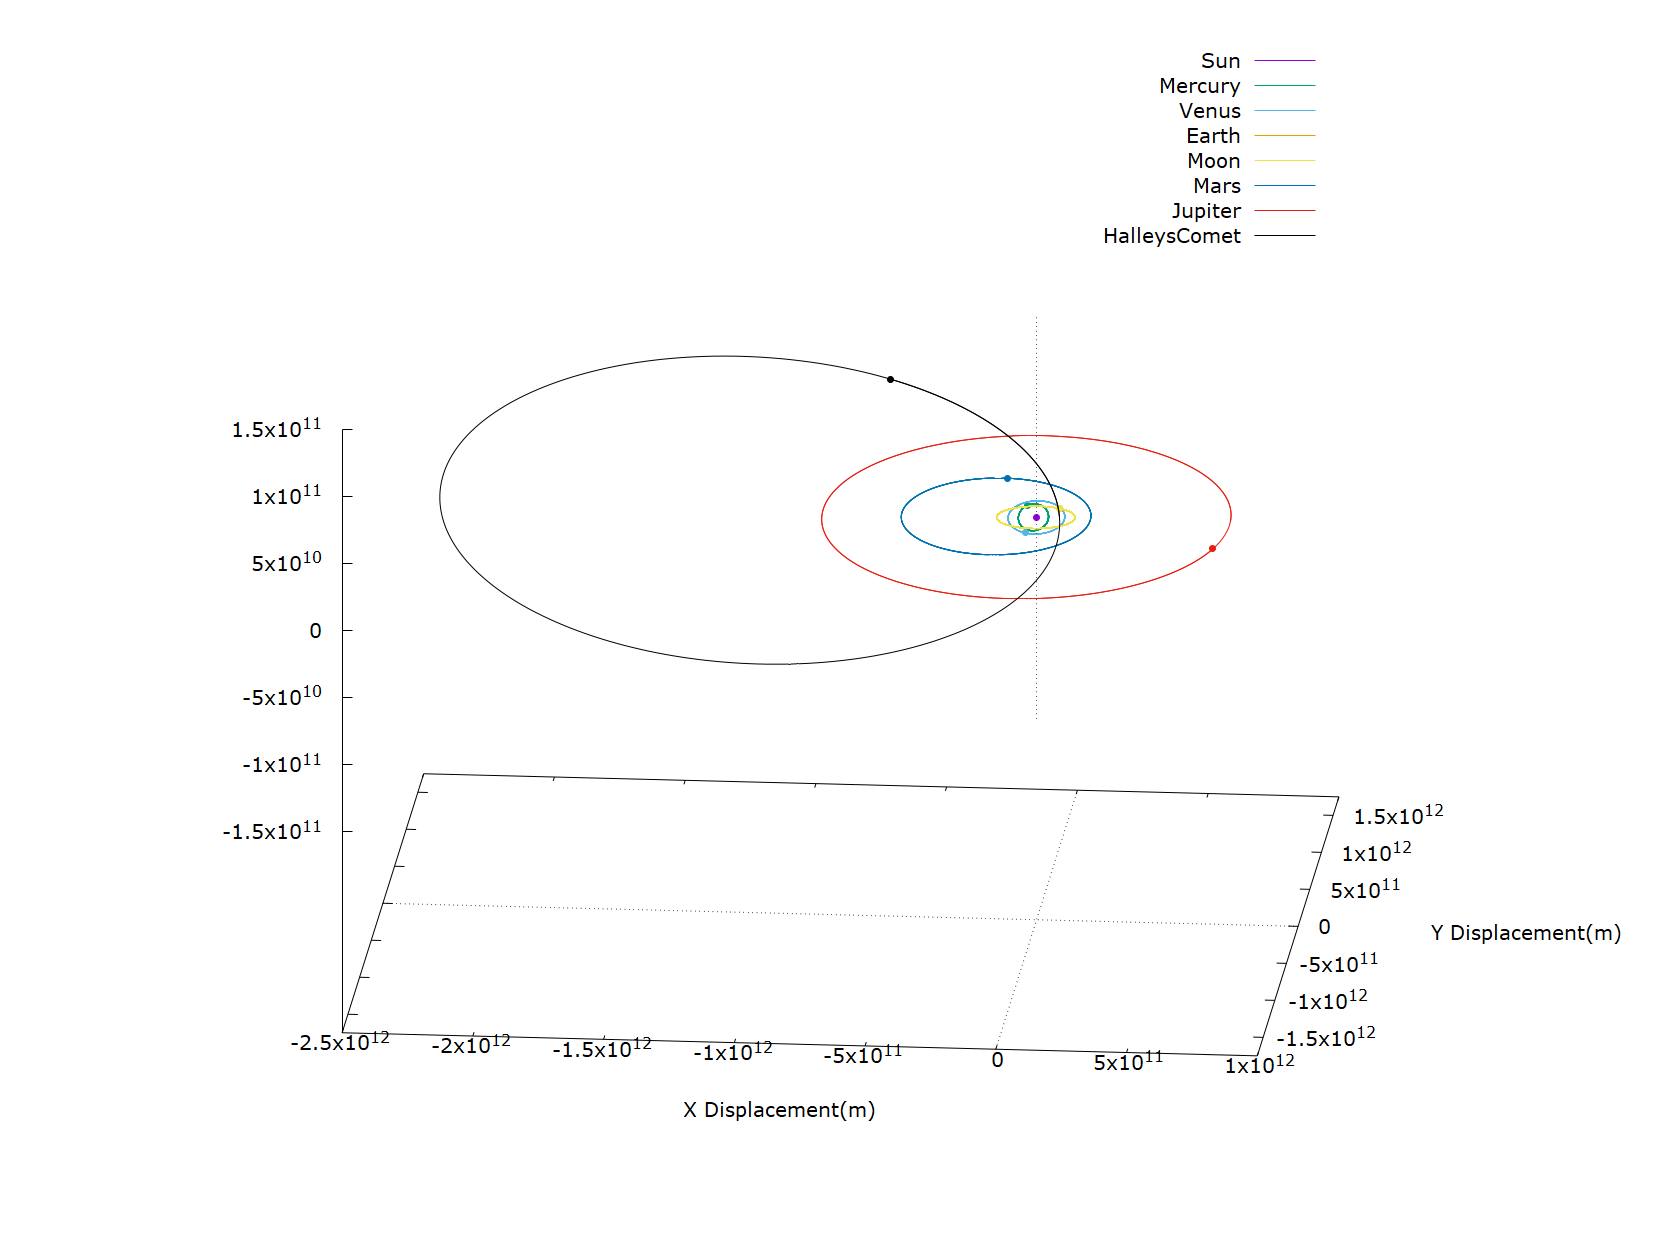 Sun
Mercury
Venus
Earth
Moon
Mars
Jupiter
HalleysComet
1.5x10^11
1x10^11
5x10^10
0
-5x10^10
-1x10^11
-1.5x10^11
1.5x10^12
1x10^12
5x10^11
0
-5x10^11
-1x10^12
-1.5x10^12
Y Displacement(m)
-2.5x10^12
-2x10^12
-1.5x10^12
-1x10^12
-5x10^11
0
5x10^11
1x10^12
X Displacement(m)